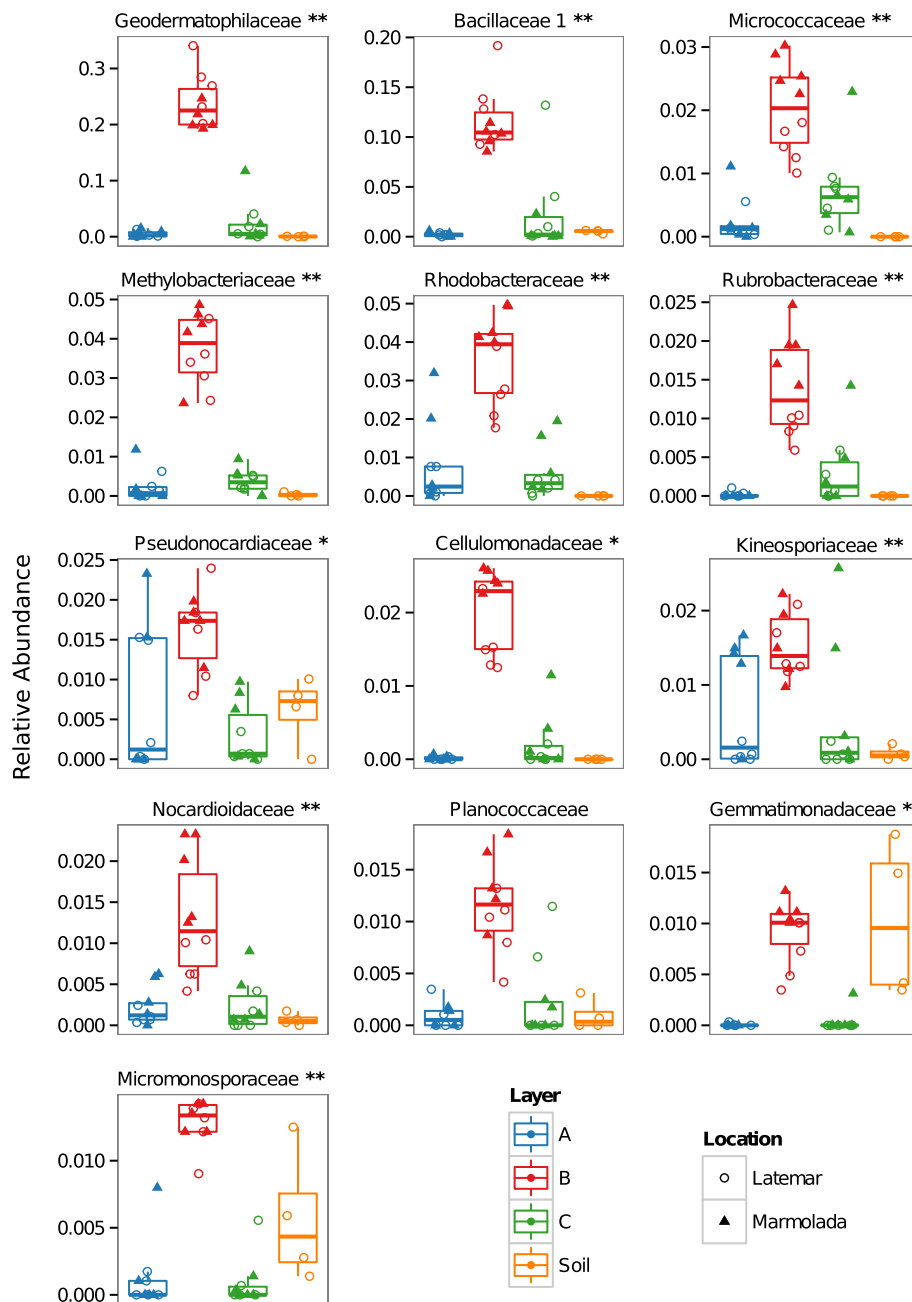 Geodermatophilaceae **
Bacillaceae 1 **
Micrococcaceae **
0.3
0.2
0.1
0.0
0.20
0.15
0.10
0.05
0.00
0.03
0.02
0.01
0.00
Methylobacteriaceae **
Rhodobacteraceae **
Rubrobacteraceae **
0.05
0.04
0.03
0.02
0.01
0.00
0.05
0.04
0.03
0.02
0.01
0.00
0.025
0.020
0.015
0.010
0.005
0.000
Relative Abundance
Pseudonocardiaceae *
Cellulomonadaceae *
Kineosporiaceae **
0.025
0.020
0.015
0.010
0.005
0.000
0.02
0.01
0.00
0.02
0.01
0.00
Nocardioidaceae **
Planococcaceae
Gemmatimonadaceae *
0.020
0.015
0.010
0.005
0.000
0.015
0.010
0.005
0.000
0.015
0.010
0.005
0.000
Micromonosporaceae **
0.010
0.005
0.000
Layer
A
B
C
Soil
Location
Latemar
Marmolada